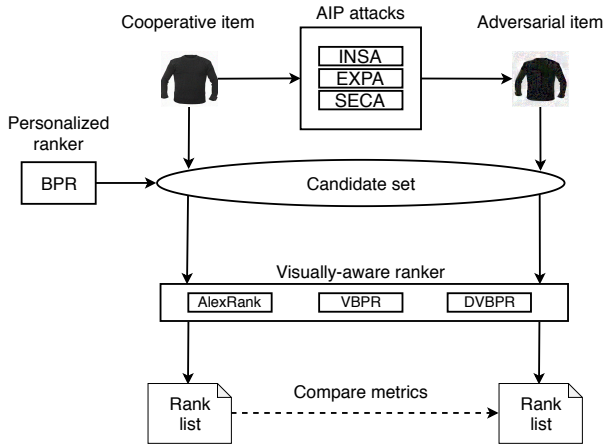 AIP attacks
Cooperative item
Adversarial item
INSA
EXPA
SECA
Personalized
ranker
BPR
Candidate set
Visually-aware ranker
AlexRank
VBPR
DVBPR
Rank
list
Compare metrics
Rank
list